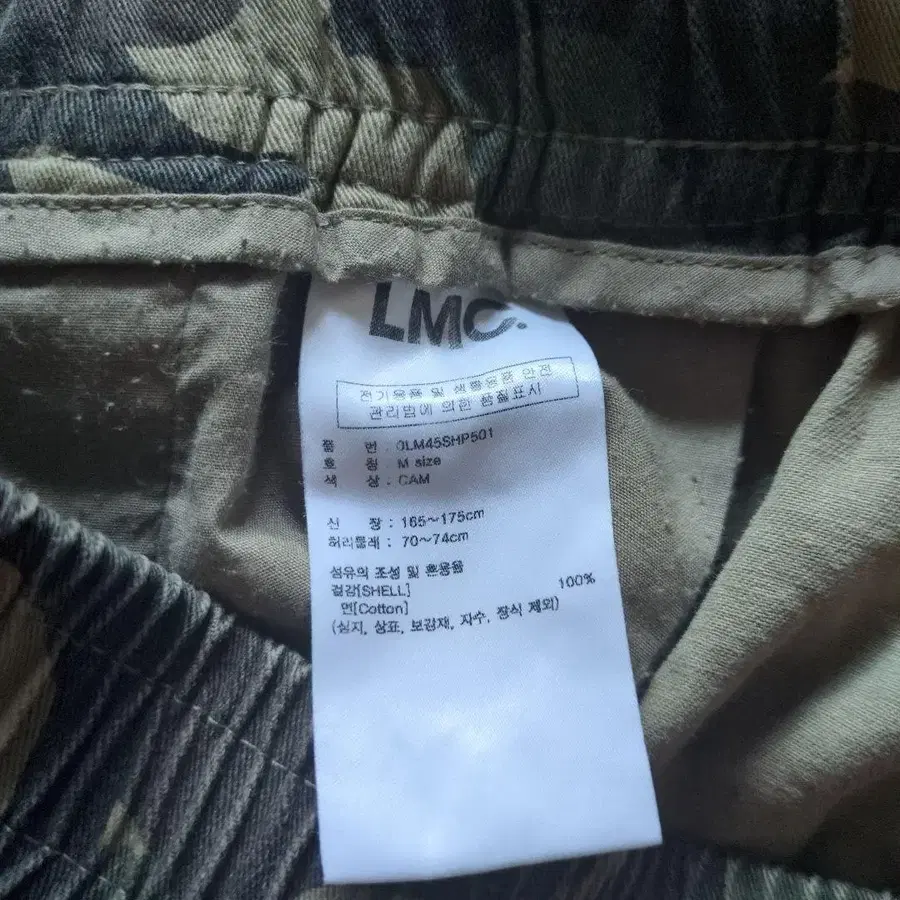 LMC.
전기용품 및 생활용품 안전
관리법에 의한 품질표시
품 번 : 0LM45SHP501
호 칭 : M size
색 상 : CAM
신 장 : 165~175cm
허리둘레 : 70~74cm
섬유의 조성 및 혼용율
겉감[SHELL]
면[Cotton] 100%
(심지, 상표, 보강재, 자수, 장식 제외)